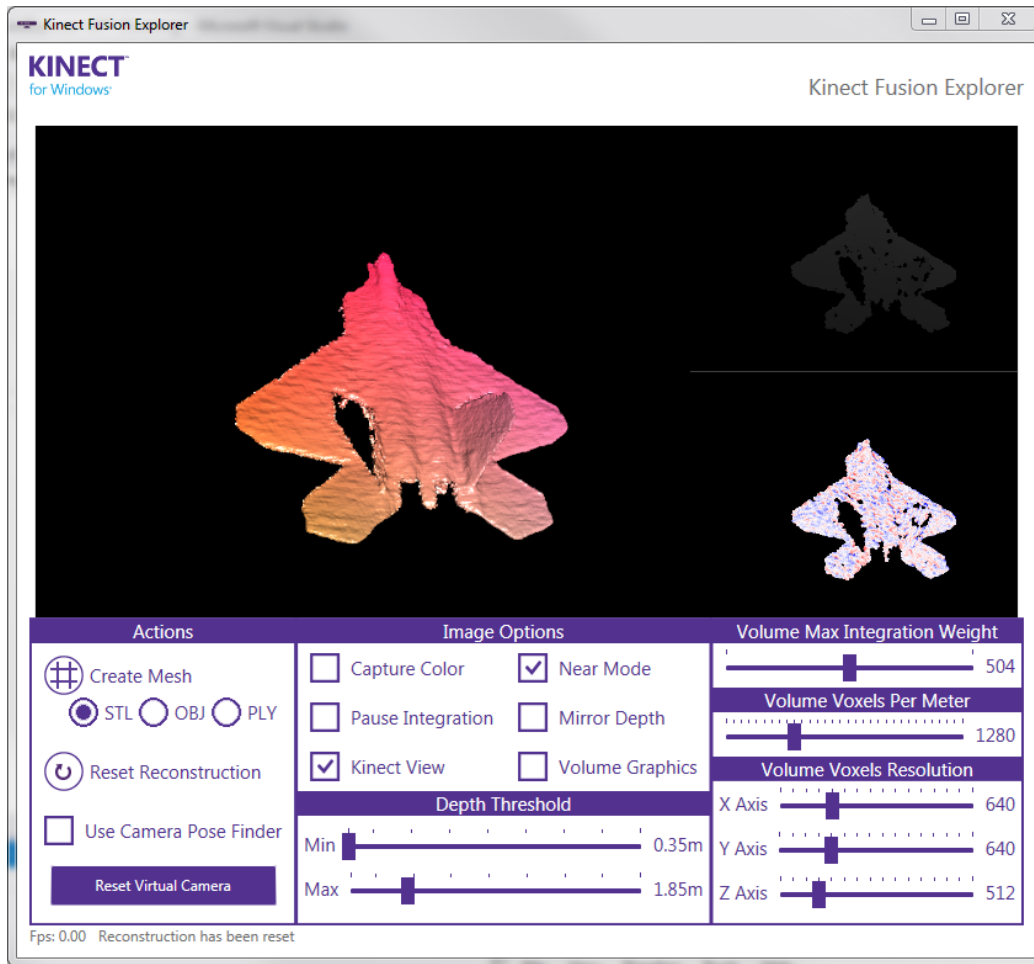 Kinect Fusion Explorer
KINECT
for Windows
Kinect Fusion Explorer
Actions
Create Mesh
STL OBJ PLY
Reset Reconstruction
Use Camera Pose Finder
Reset Virtual Camera
Image Options
Capture Color Near Mode
Pause Integration Mirror Depth
Kinect View Volume Graphics
Depth Threshold
Min 0.35m
Max 1.85m
Volume Max Integration Weight
504
Volume Voxels Per Meter
1280
Volume Voxels Resolution
X Axis 640
Y Axis 640
Z Axis 512
Fps: 0.00 Reconstruction has been reset